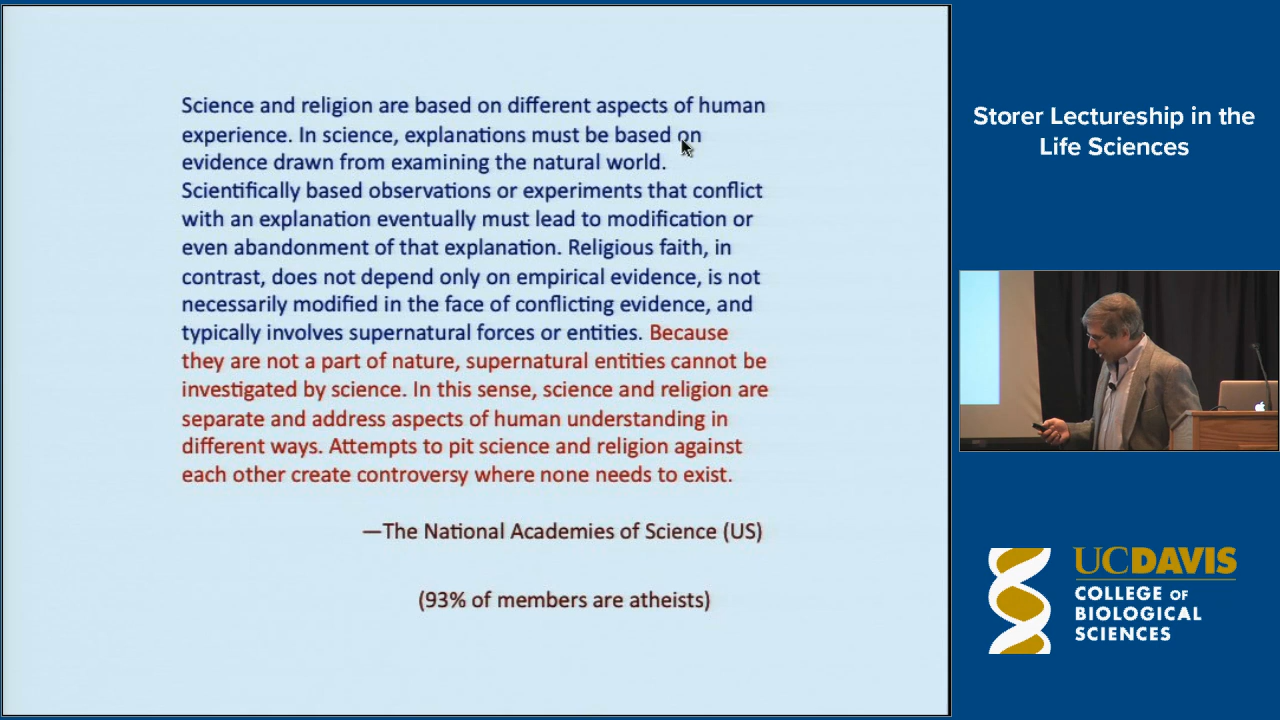 Science and religion are based on different aspects of human
experience. In science, explanations must be based on
evidence drawn from examining the natural world.
Scientifically based observations or experiments that conflict
with an explanation eventually must lead to modification or
even abandonment of that explanation. Religious faith, in
contrast, does not depend only on empirical evidence, is not
necessarily modified in the face of conflicting evidence, and
typically involves supernatural forces or entities. Because
they are not a part of nature, supernatural entities cannot be
investigated by science. In this sense, science and religion are
separate and address aspects of human understanding in
different ways. Attempts to pit science and religion against
each other create controversy where none needs to exist.
—The National Academies of Science (US)
(93% of members are atheists)
Storer Lectureship in the
Life Sciences
UCDAVIS
COLLEGE OF
BIOLOGICAL
SCIENCES